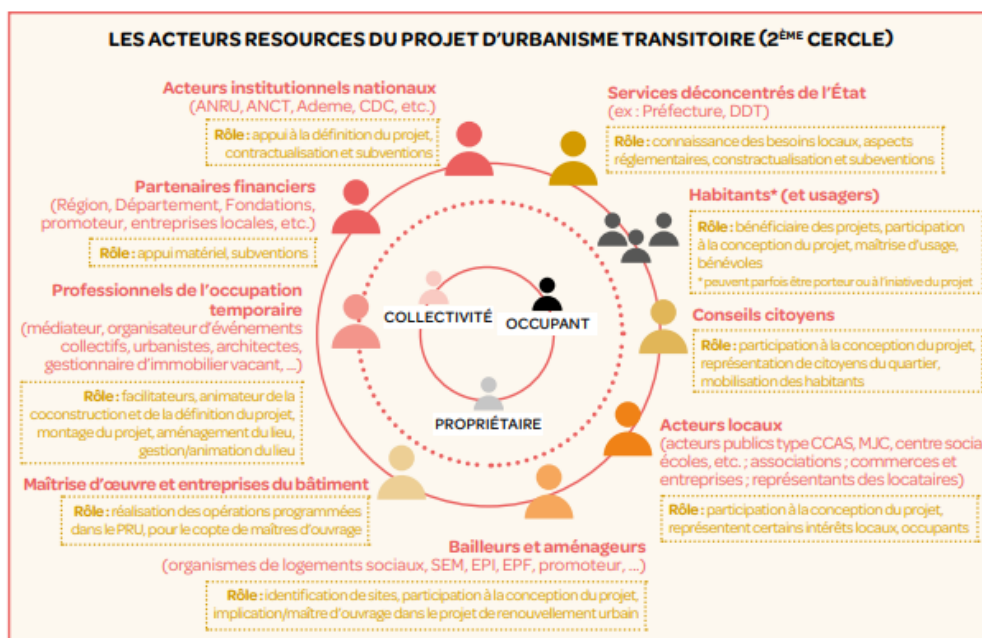 LES ACTEURS RESOURCES DU PROJET D'URBANISME TRANSITOIRE (2ÈME CERCLE)
Acteurs institutionnels nationaux
(ANRU, ANCT, Ademe, CDC, etc.)
Rôle : appui à la définition du projet,
contractualisation et subventions
Services déconcentrés de l'État
(ex : Préfecture, DDT)
Rôle : connaissance des besoins locaux, aspects
réglementaires, constractualisation et subeventions
Partenaires financiers
(Région, Département, Fondations,
promoteur, entreprises locales, etc.)
Rôle : appui matériel, subventions
Habitants* (et usagers)
Rôle : bénéficiaire des projets, participation
à la conception du projet, maîtrise d'usage,
bénévoles
* peuvent parfois être porteur ou à l'iniative du projet
Professionnels de l'occupation
temporaire
(médiateur, organisateur d'événements
collectifs, urbanistes, architectes,
gestionnaire d'immobilier vacant, ...)
Rôle : facilitateurs, animateur de la
coconstruction et de la définition du projet,
montage du projet, aménagement du lieu,
gestion/animation du lieu
COLLECTIVITÉ
OCCUPANT
PROPRIÉTAIRE
Conseils citoyens
Rôle : participation à la conception du projet,
représentation de citoyens du quartier,
mobilisation des habitants
Acteurs locaux
(acteurs publics type CCAS, MJC, centre socia
écoles, etc. ; associations ; commerces et
entreprises ; représentants des locataires)
Rôle : participation à la conception du projet,
représentent certains intérêts locaux, occupants
Maîtrise d'œuvre et entreprises du bâtiment
Rôle : réalisation des opérations programmées
dans le PRU, pour le copte de maîtres d'ouvrage
Bailleurs et aménageurs
(organismes de logements sociaux, SEM, EPI, EPF, promoteur, ...)
Rôle : identification de sites, participation à la conception du projet,
implication/maître d'ouvrage dans le projet de renouvellement urbain